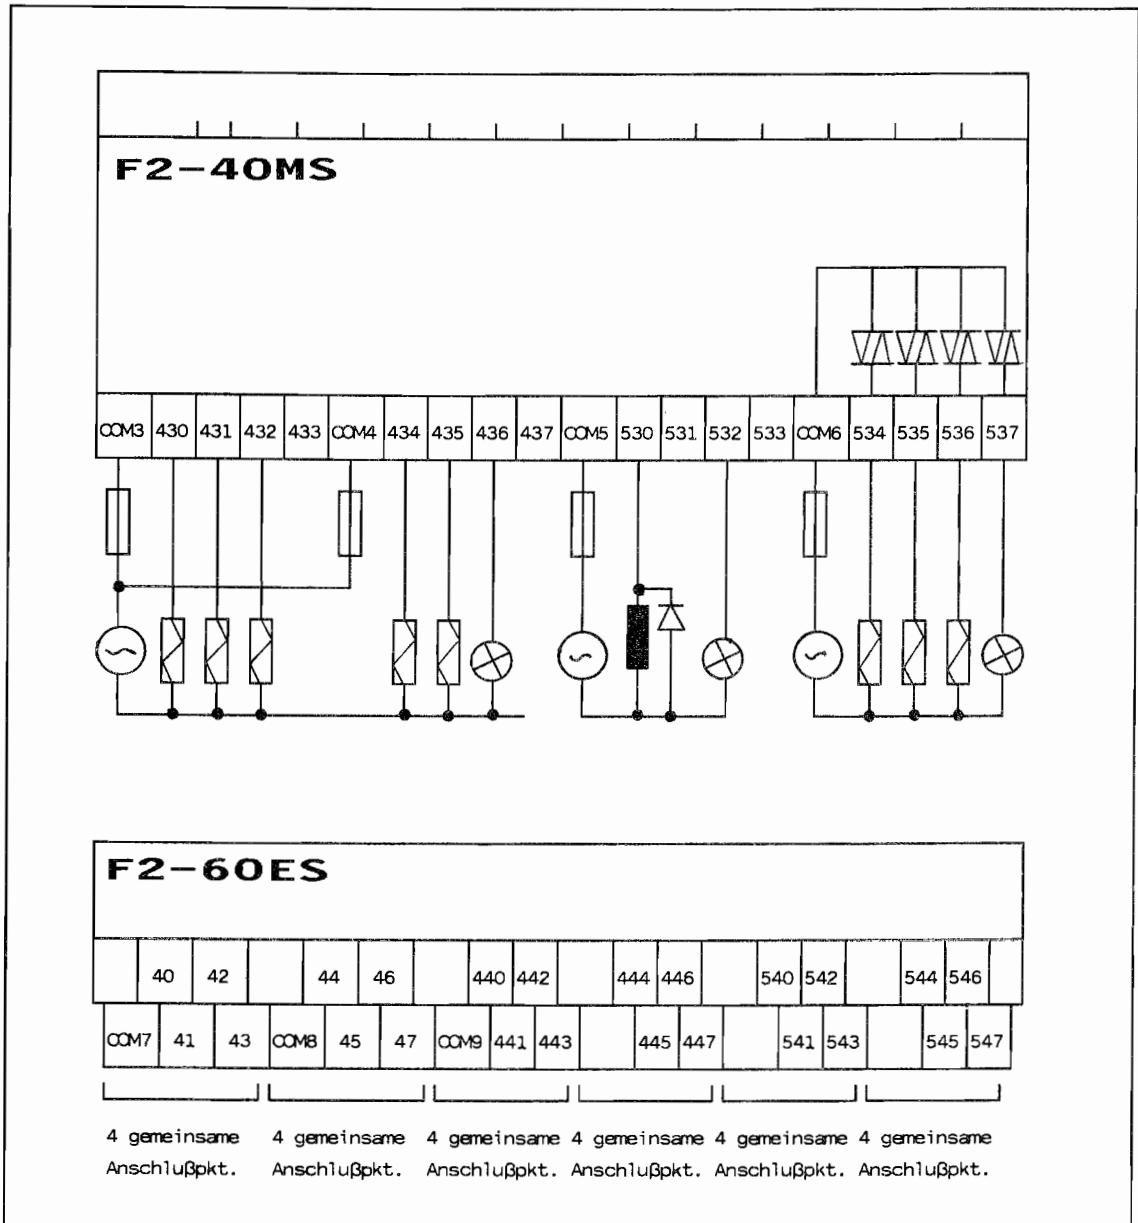 F2-40MS
COM3 430 431 432 433 COM4 434 435 436 437 COM5 530 531 532 533 COM6 534 535 536 537
F2-60ES
40 42 44 46 440 442 444 446 540 542 544 546
COM7 41 43 COM8 45 47 COM9 441 443 445 447 541 543 545 547
4 gemeinsame 4 gemeinsame 4 gemeinsame 4 gemeinsame 4 gemeinsame 4 gemeinsame
Anschlußpkt. Anschlußpkt. Anschlußpkt. Anschlußpkt. Anschlußpkt. Anschlußpkt.